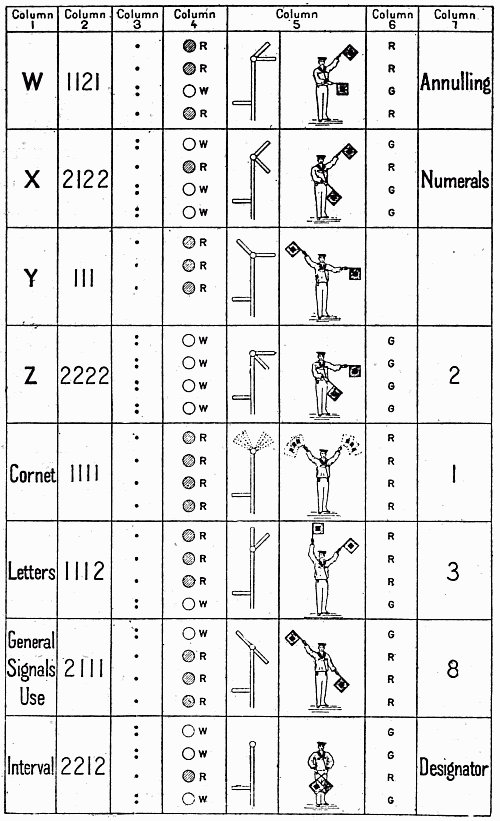 Column 1 Column 2 Column 3 Column 4 Column 5 Column 6 Column 7
W 1121 R R W R R R G R Annulling
X 2122 W R W W G R G G Numerals
Y 111 R R R
Z 2222 W W W W G G G G 2
Cornet 1111 R R R R R R R R 1
Letters 1112 R R R W R R R G 3
General Signals Use 2111 W R R R G R R R 8
Interval 2212 W W R W G G R G Designator